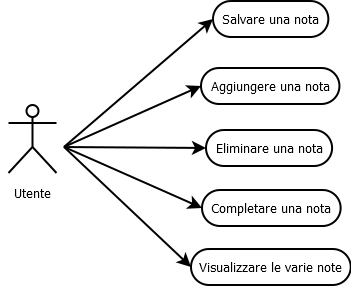 Salvare una nota
Aggiungere una nota
Eliminare una nota
Utente
Completare una nota
Visualizzare le varie note